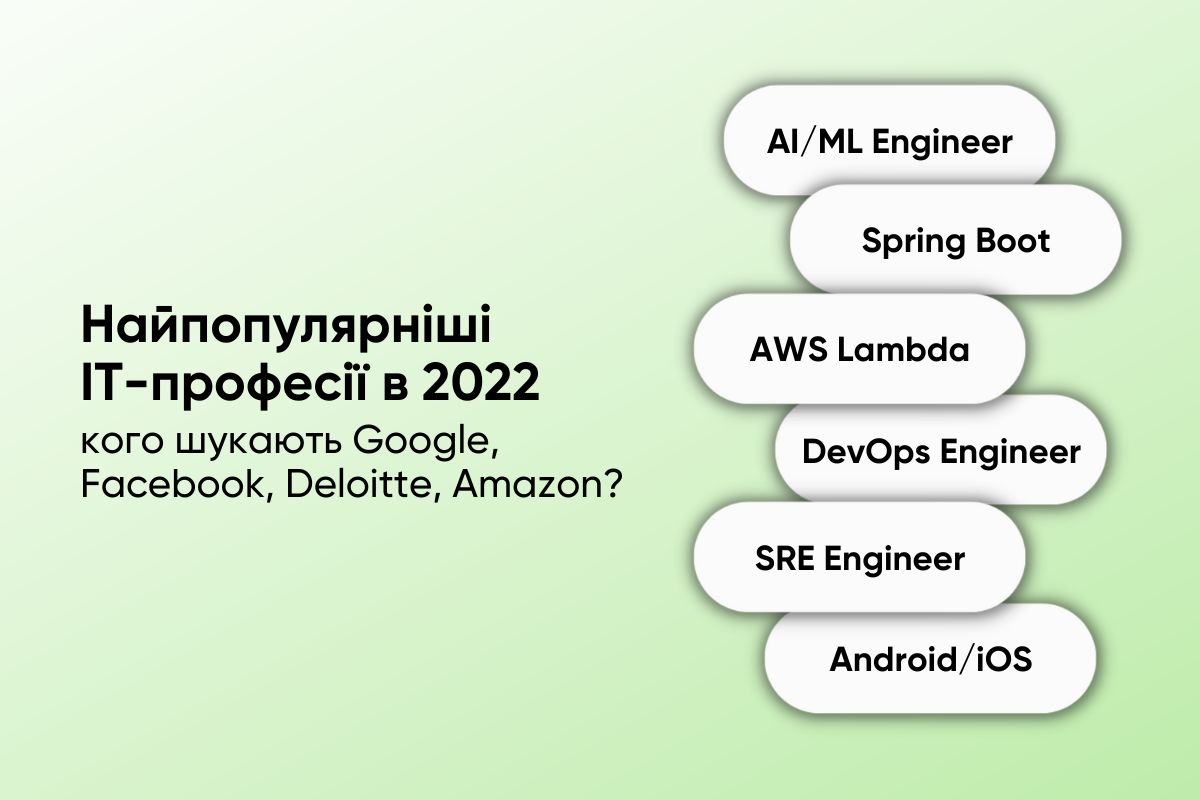 Найпопулярніші
ІТ-професії в 2022
кого шукають Google,
Facebook, Deloitte, Amazon?
AI/ML Engineer
Spring Boot
AWS Lambda
DevOps Engineer
SRE Engineer
Android/iOS